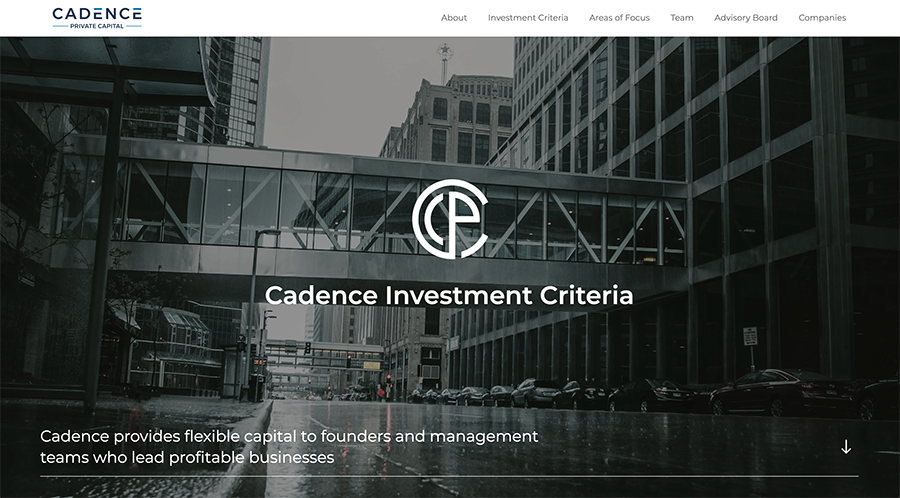 CADENCE
PRIVATE CAPITAL
About
Investment Criteria
Areas of Focus
Team
Advisory Board
Companies
Cadence Investment Criteria
Cadence provides flexible capital to founders and management
teams who lead profitable businesses